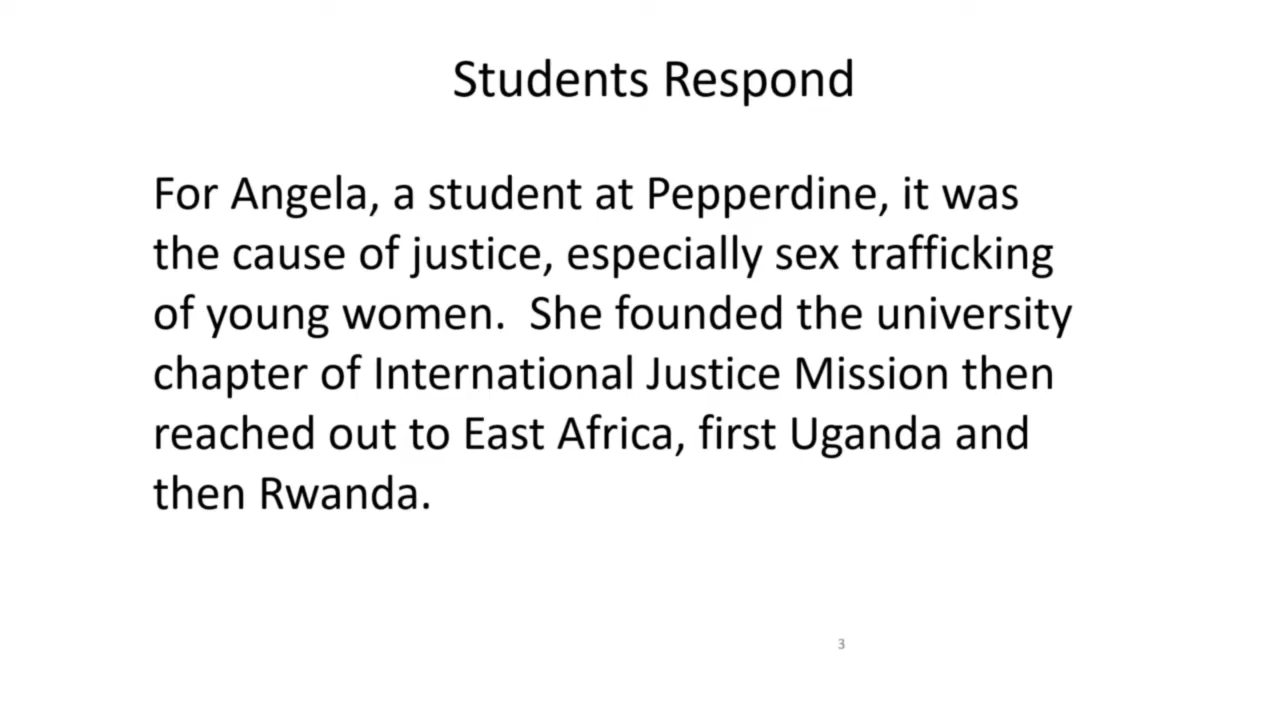 Students Respond
For Angela, a student at Pepperdine, it was
the cause of justice, especially sex trafficking
of young women.  She founded the university
chapter of International Justice Mission then
reached out to East Africa, first Uganda and
then Rwanda.
3